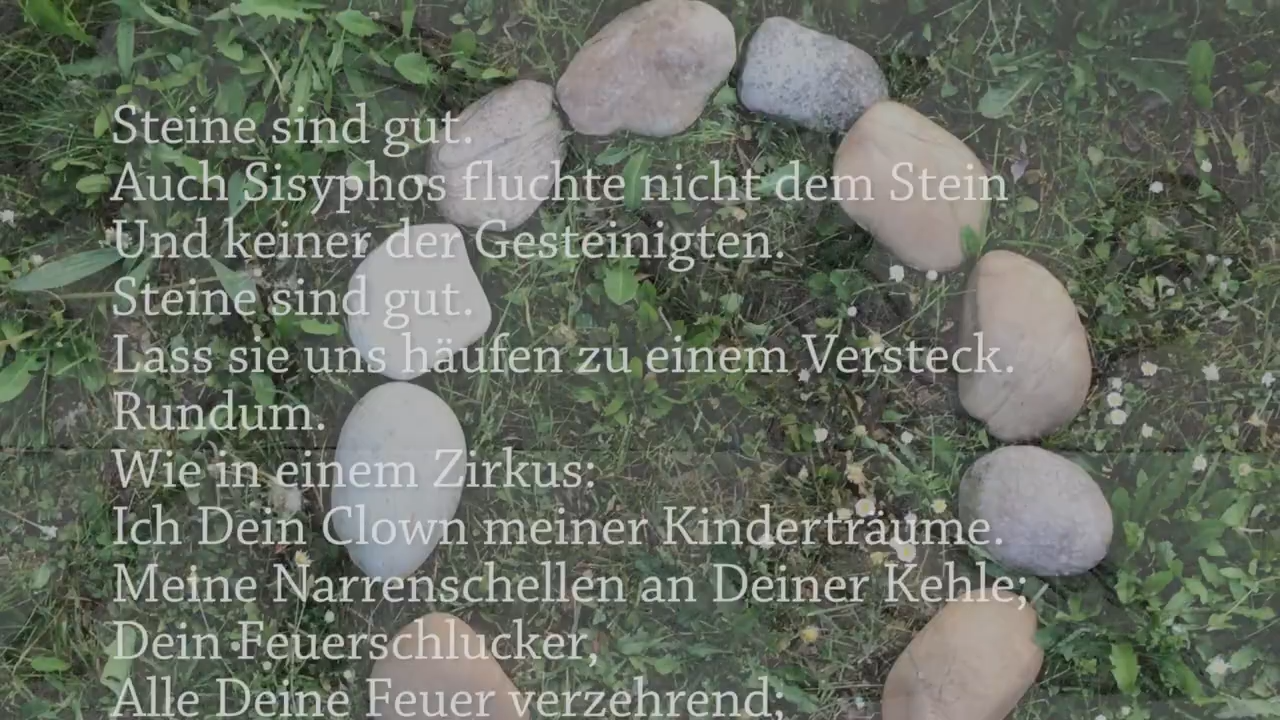 Steine sind gut.
Auch Sisyphos fluchte nicht dem Stein
Und keiner der Gesteinigten.
Steine sind gut.
Lass sie uns häufen zu einem Versteck.
Rundum.
Wie in einem Zirkus:
Ich Dein Clown meiner Kinderträume.
Meine Narrenschellen an Deiner Kehle;
Dein Feuerschlucker,
Alle Deine Feuer verzehrend;